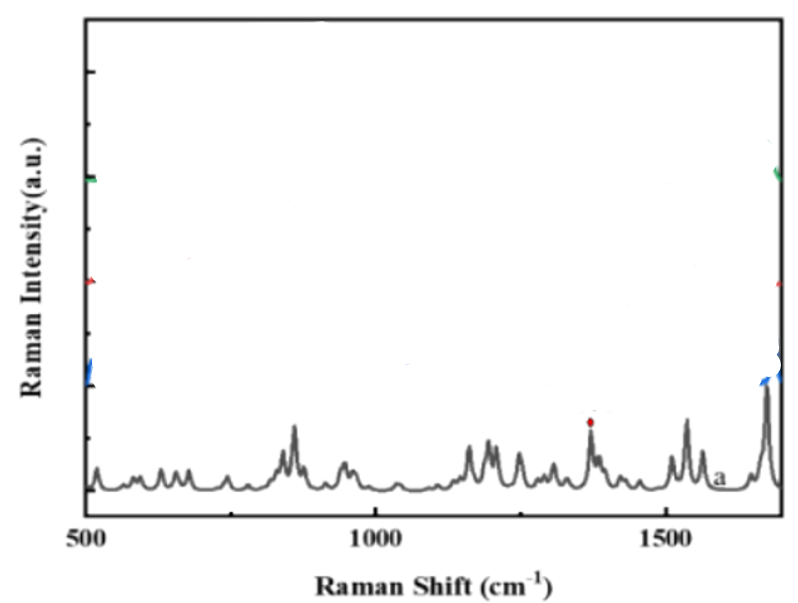 Raman Intensity(a.u.)
a
500 1000 1500
Raman Shift (cm⁻¹)